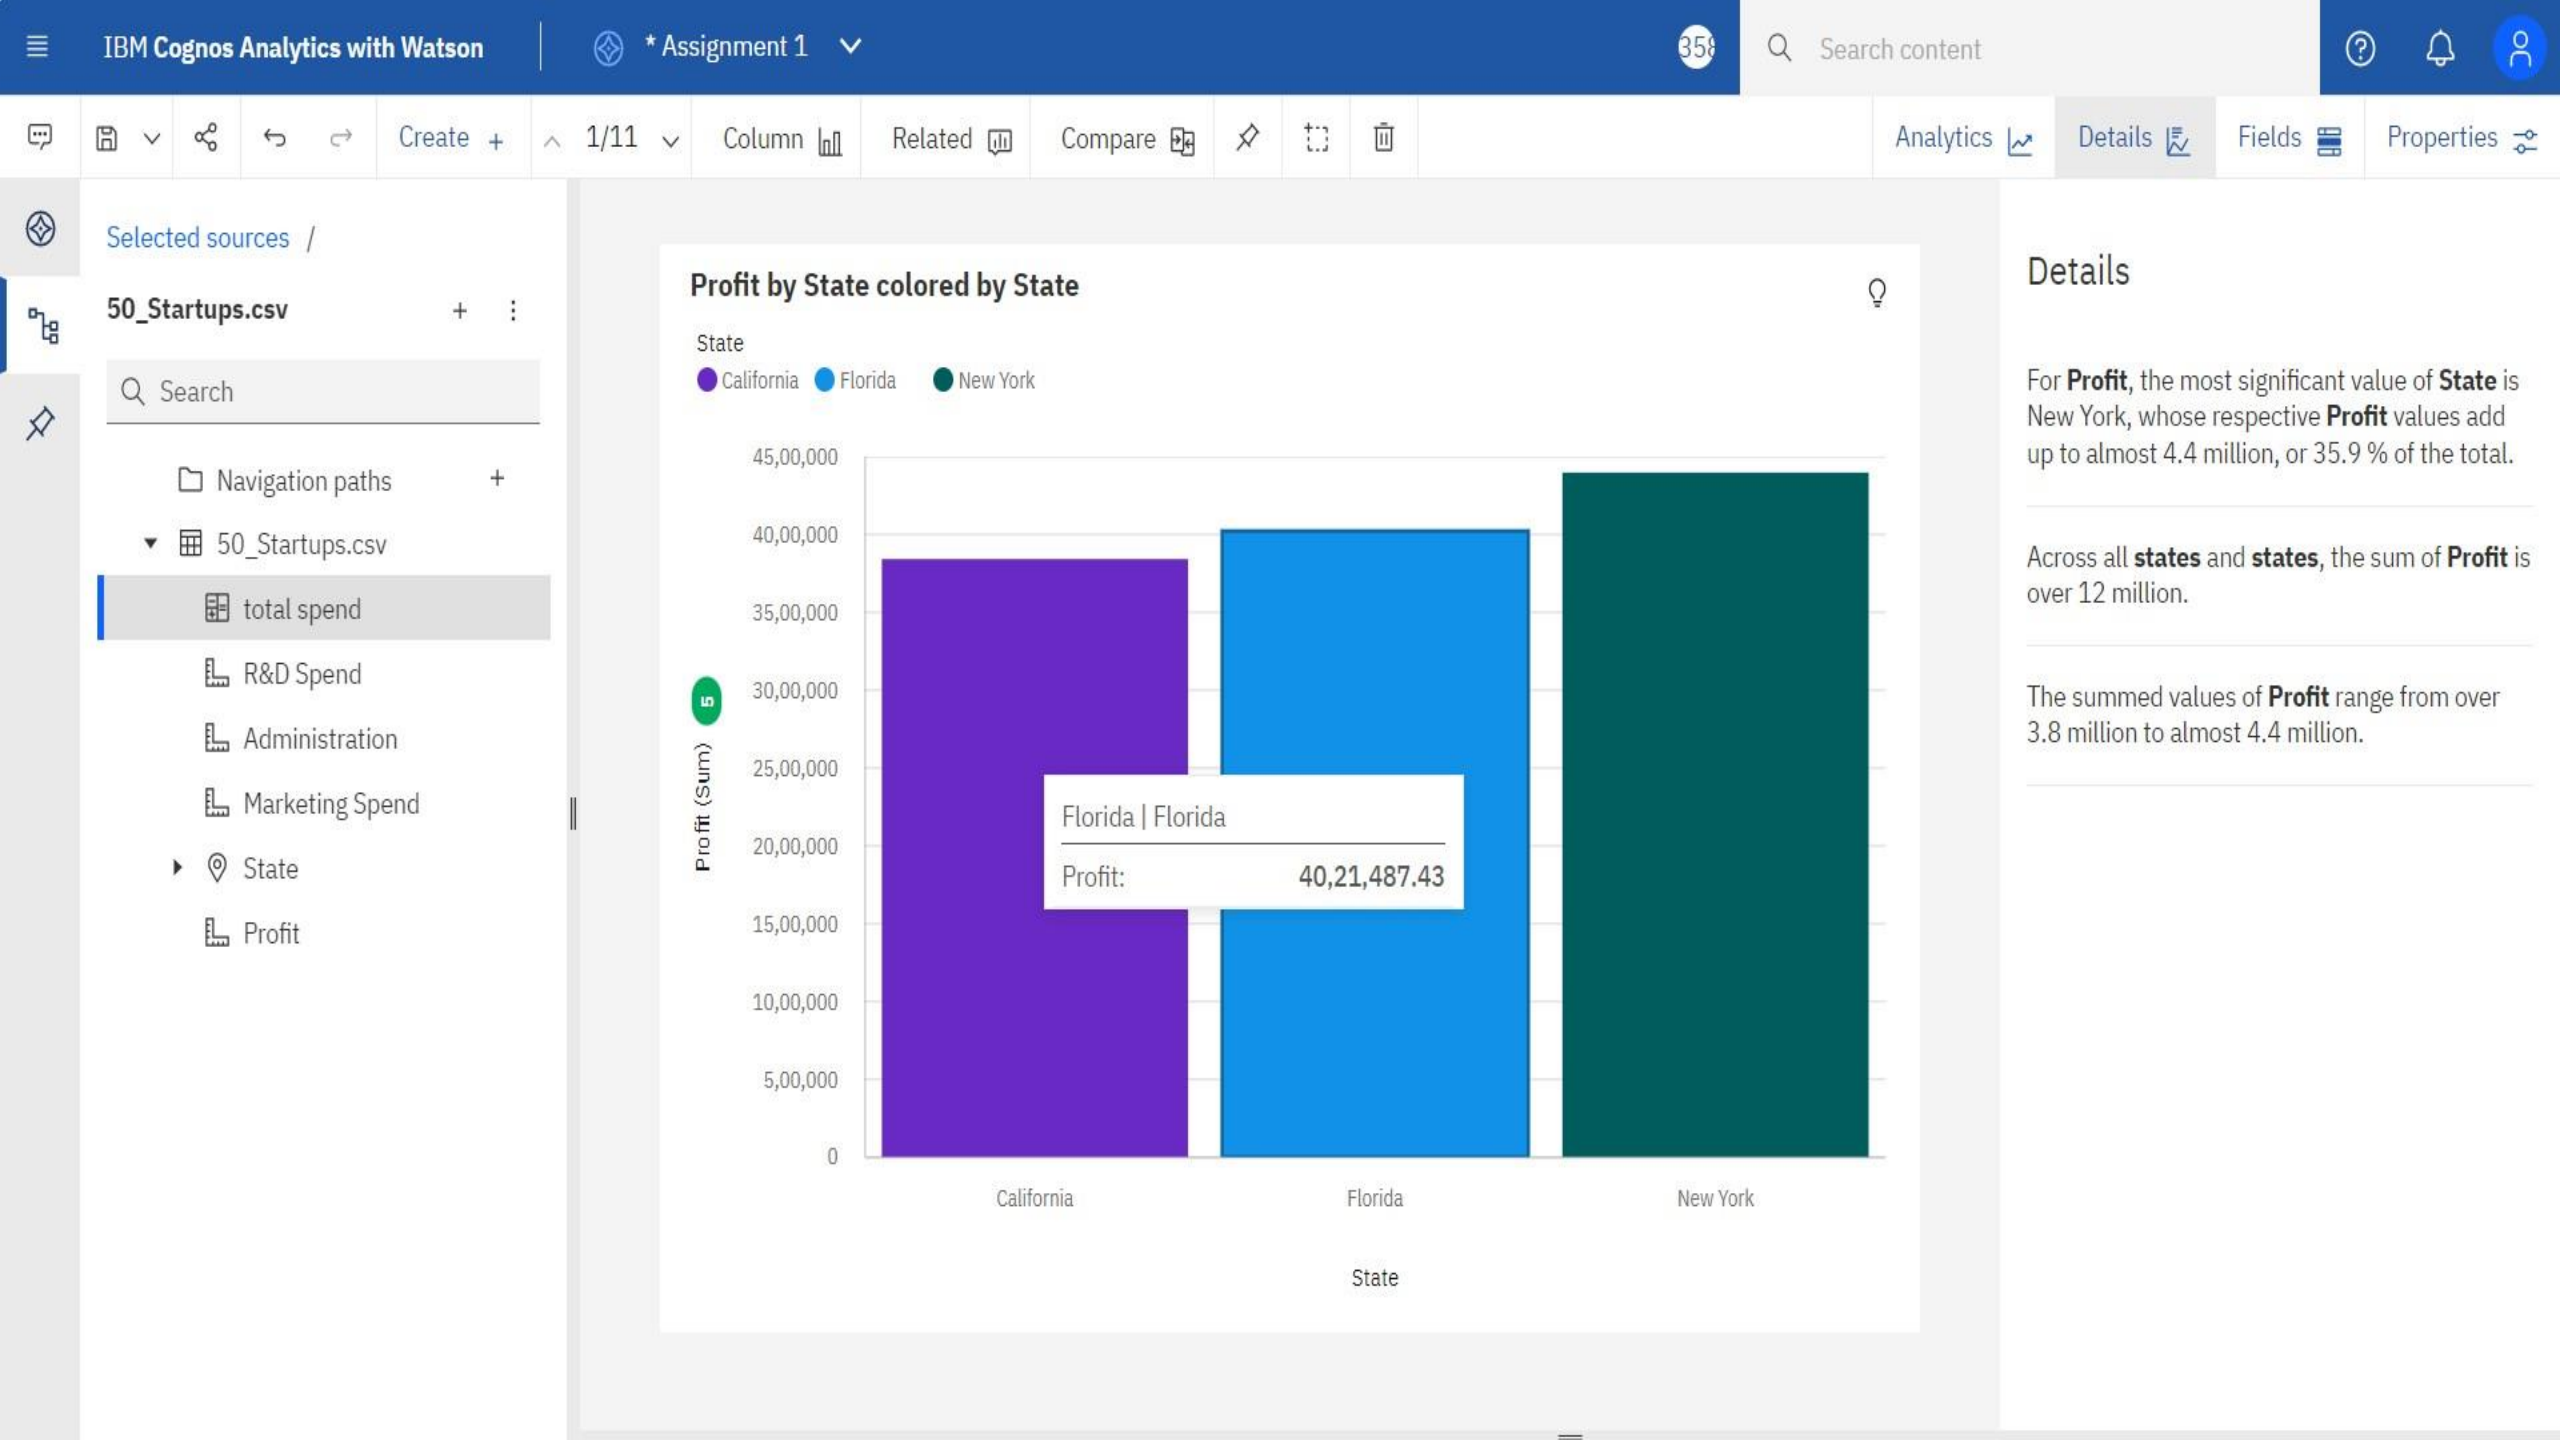 IBM Cognos Analytics with Watson
* Assignment 1
358
Search content
Create +
1/11
Column
Related
Compare
Analytics
Details
Fields
Properties
Selected sources /
50_Startups.csv
Search
Navigation paths
50_Startups.csv
total spend
R&D Spend
Administration
Marketing Spend
State
Profit
Profit by State colored by State
State
California Florida New York
45,00,000
40,00,000
35,00,000
30,00,000
25,00,000
20,00,000
15,00,000
10,00,000
5,00,000
0
Profit (Sum) 5
Florida | Florida
Profit: 40,21,487.43
California Florida New York
State
Details
For Profit, the most significant value of State is
New York, whose respective Profit values add
up to almost 4.4 million, or 35.9 % of the total.
Across all states and states, the sum of Profit is
over 12 million.
The summed values of Profit range from over
3.8 million to almost 4.4 million.